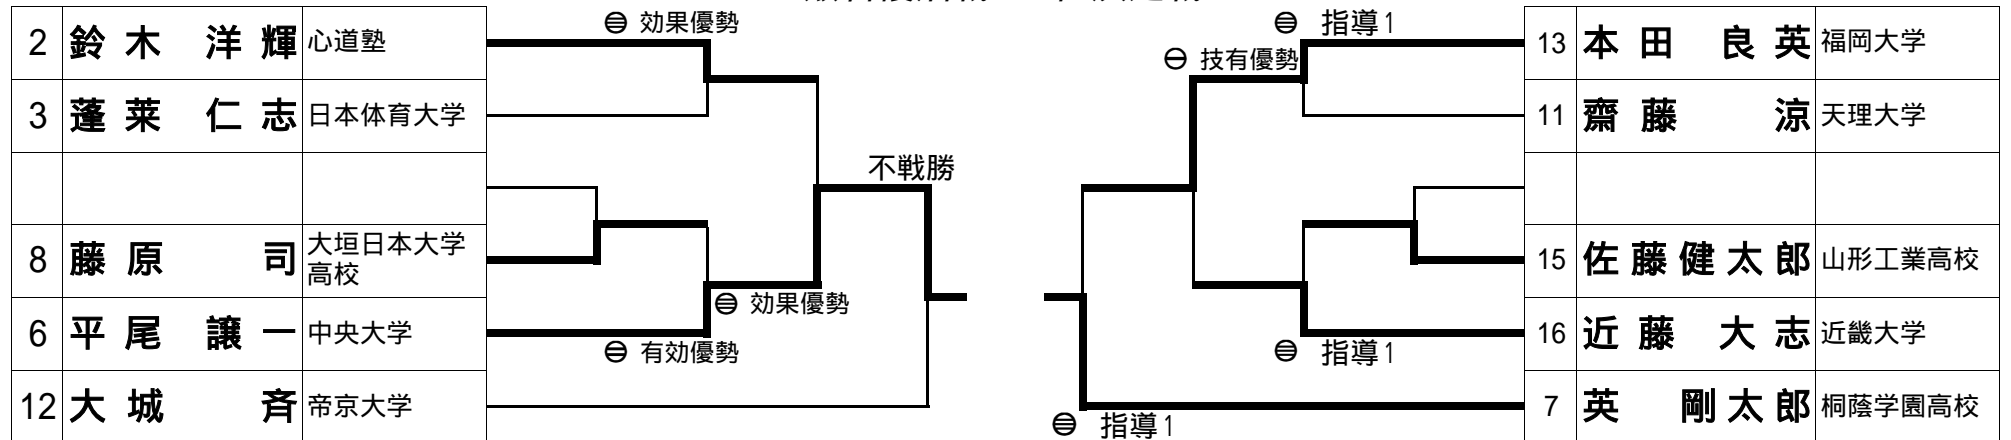 2 鈴木 洋輝 心道塾
3 蓬莱 仁志 日本体育大学
8 藤原 司 大垣日本大学
高校
6 平尾 譲一 中央大学
12 大城 斉 帝京大学
効果優勢
不戦勝
効果優勢
有効優勢
指導1
技有優勢
指導1
指導1
13 本田 良英 福岡大学
11 齋藤 涼 天理大学
15 佐藤健太郎 山形工業高校
16 近藤 大志 近畿大学
7 英 剛太郎 桐蔭学園高校